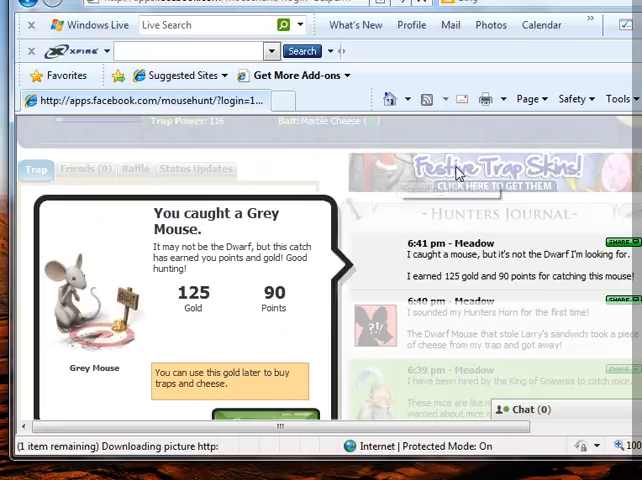 Windows Live
Live Search
What's New
Profile
Mail
Photos
Calendar
»
x
x
XFIRE
Search
Favorites
Suggested Sites
Get More Add-ons
http://apps.facebook.com/mousehunt/?login=1...
Page
Safety
Tools
Trap Power: 116
Bait: Marble Cheese (
Trap
Friends (0)
Raffle
Status Updates
Festive Trap Skins!
CLICK HERE TO GET THEM
You caught a Grey
Mouse.
It may not be the Dwarf, but this catch
has earned you points and gold! Good
hunting!
125
90
Gold
Points
Grey Mouse
You can use this gold later to buy
traps and cheese.
-HUNTERS JOURNAL-
6:41 pm - Meadow
SHARE
I caught a mouse, but it's not the Dwarf I'm looking for.
I earned 125 gold and 90 points for catching this mouse!
6:40 pm - Meadow
SHARE
I sounded my Hunters Horn for the first time!
The Dwarf Mouse that stole Larry's sandwich took a piece
of cheese from my trap and got away!
6:39 pm - Meadow
SHARE
I have been hired by the King of Gnawnia to catch mice.
These mice are like n
warned about mice
Chat (0)
(1 item remaining) Downloading picture http:
Internet | Protected Mode: On
100